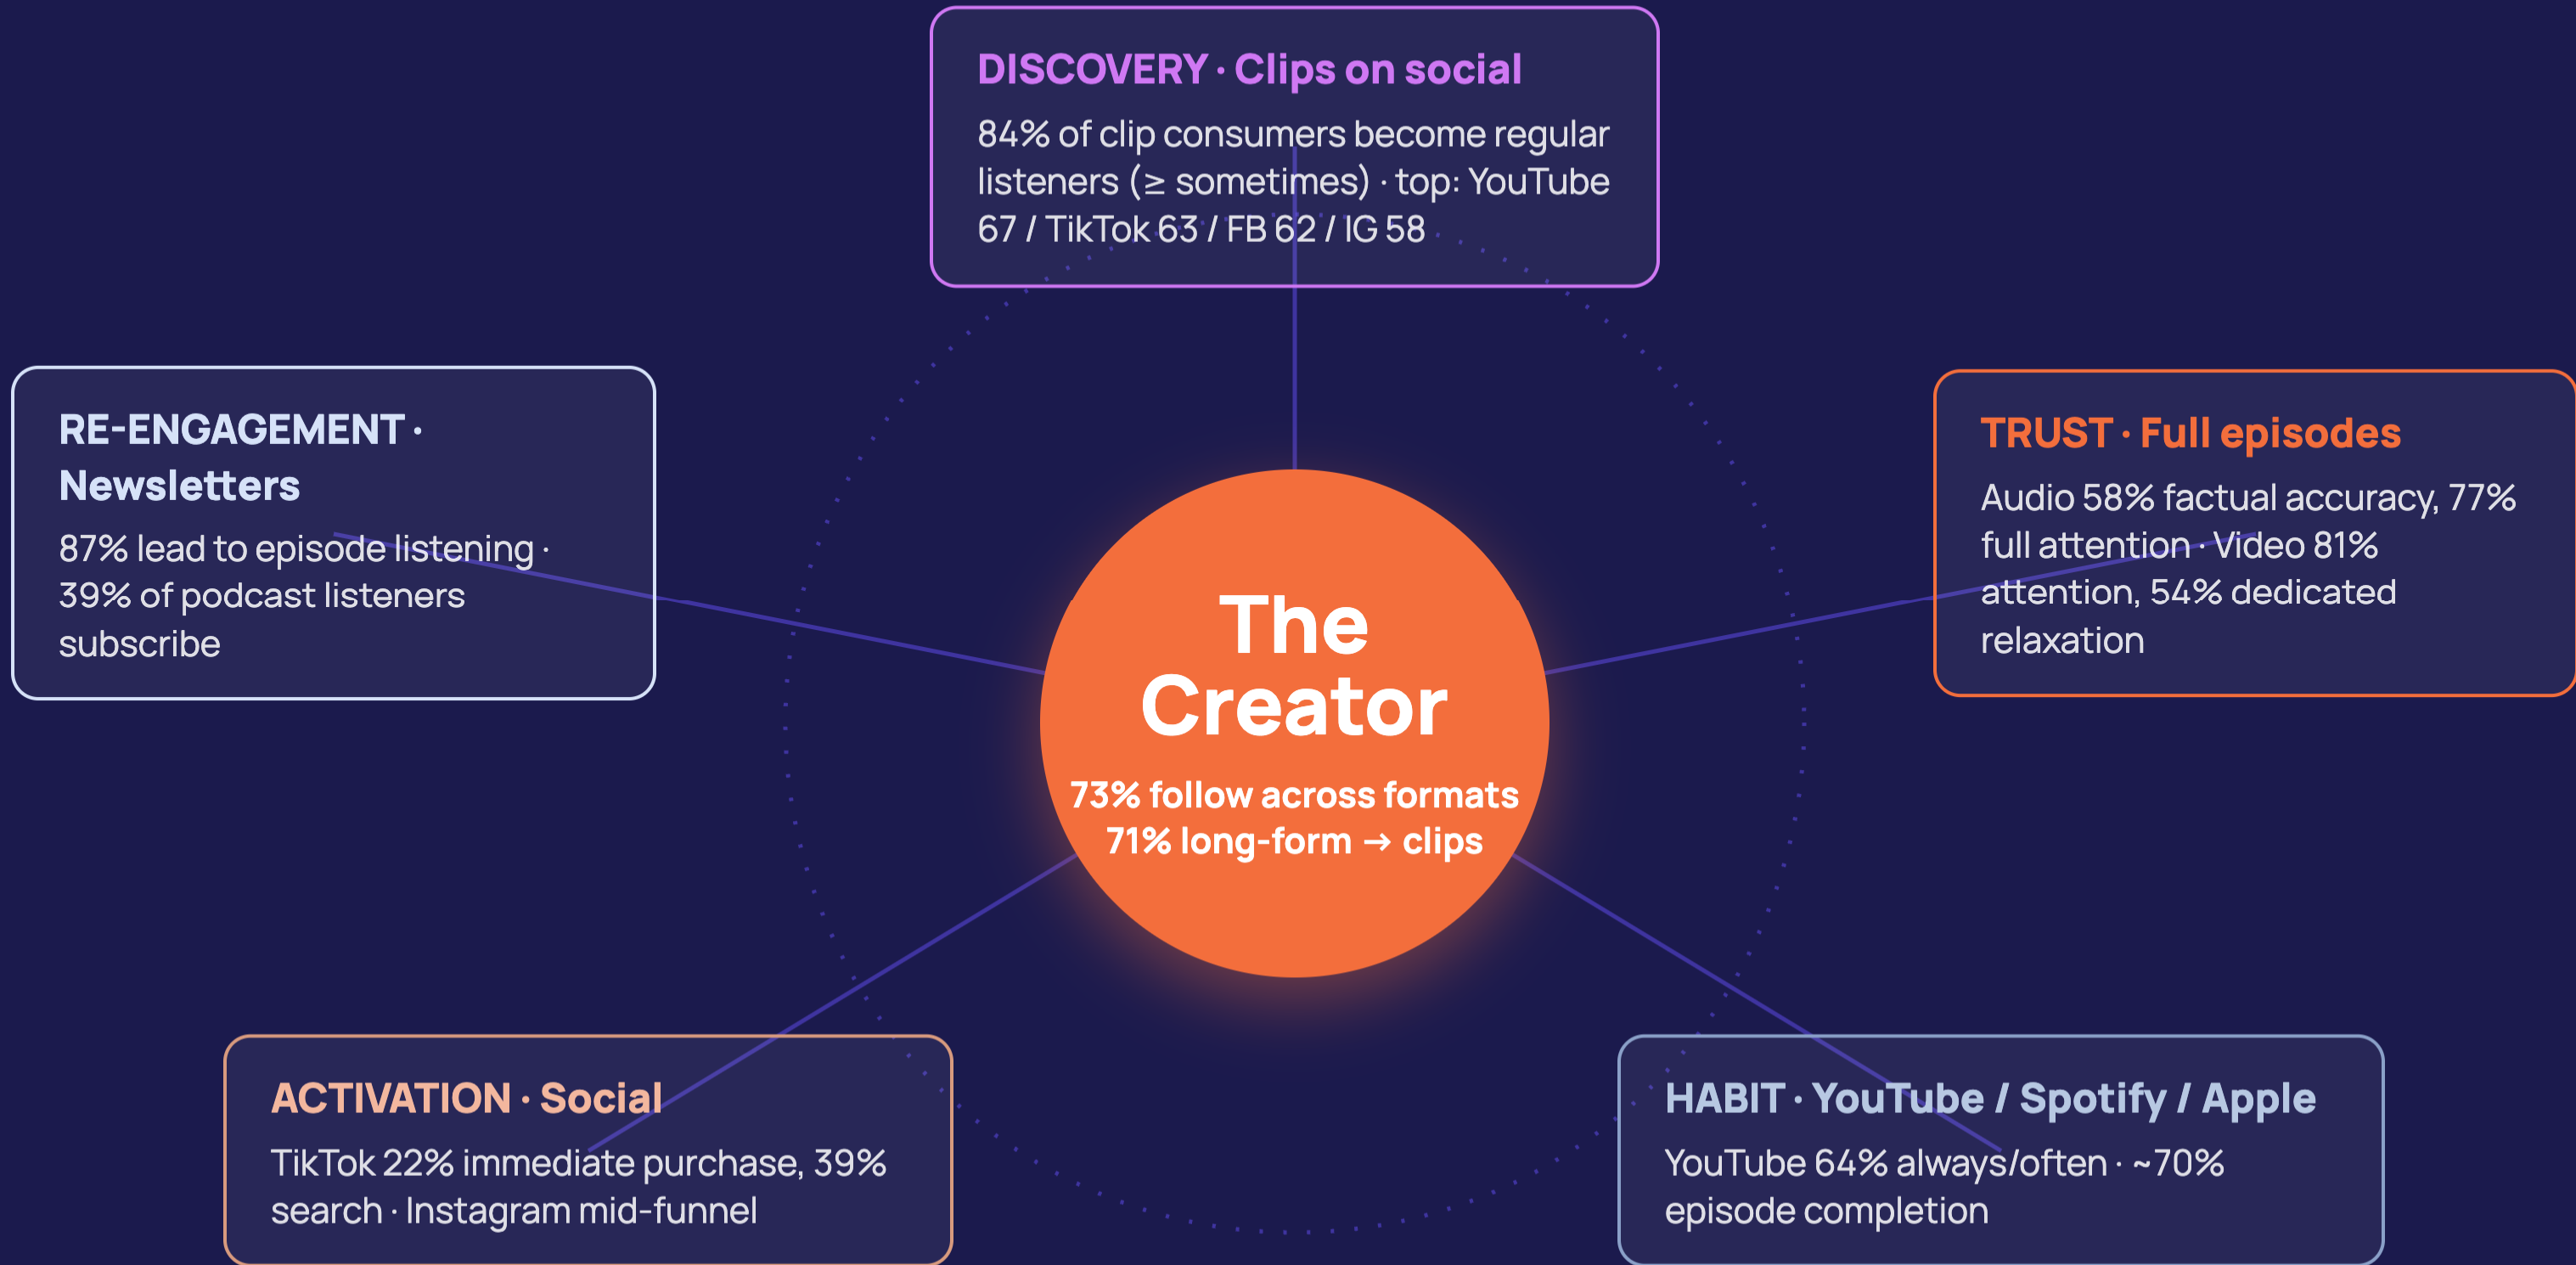 DISCOVERY · Clips on social
84% of clip consumers become regular
listeners (≥ sometimes) · top: YouTube
67 / TikTok 63 / FB 62 / IG 58
RE-ENGAGEMENT ·
Newsletters
87% lead to episode listening ·
39% of podcast listeners
subscribe
TRUST · Full episodes
Audio 58% factual accuracy, 77%
full attention · Video 81%
attention, 54% dedicated
relaxation
The
Creator
73% follow across formats
71% long-form → clips
ACTIVATION · Social
TikTok 22% immediate purchase, 39%
search · Instagram mid-funnel
HABIT · YouTube / Spotify / Apple
YouTube 64% always/often · ~70%
episode completion